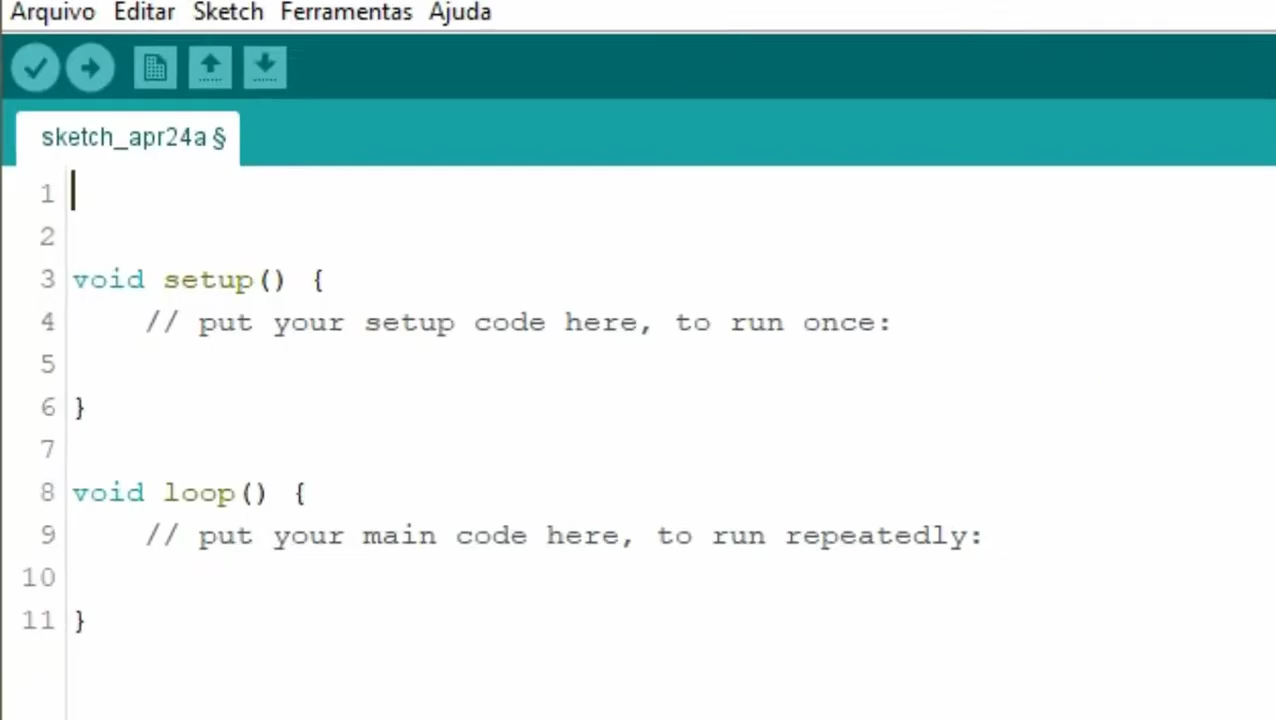 Arquivo Editar Sketch Ferramentas Ajuda
sketch_apr24a §
1
2
3 void setup() {
4 // put your setup code here, to run once:
5
6 }
7
8 void loop() {
9 // put your main code here, to run repeatedly:
10
11 }